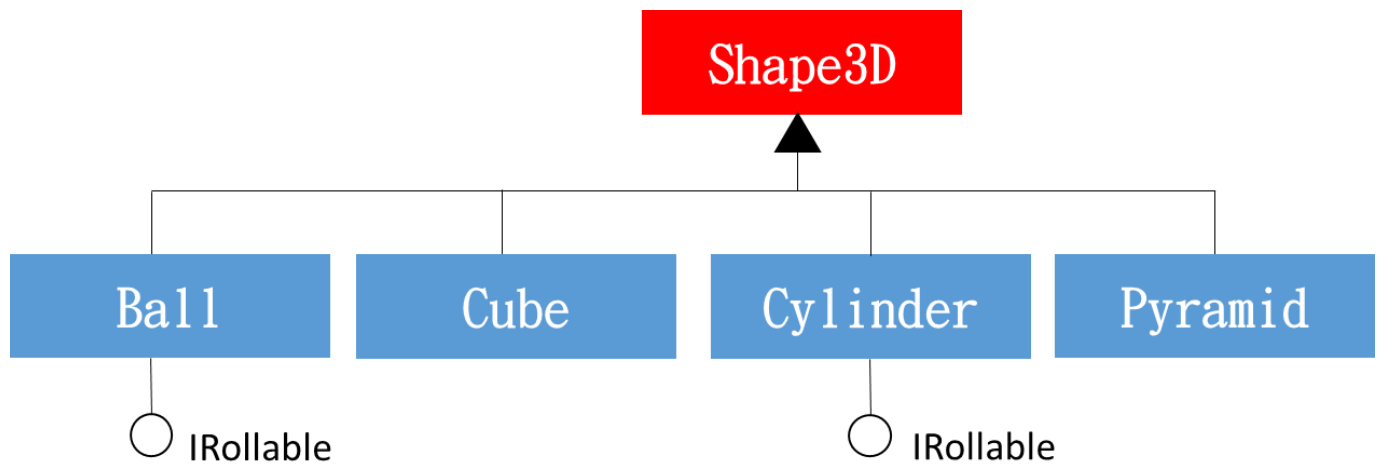 Shape3D
Ball
Cube
Cylinder
Pyramid
IRollable
IRollable